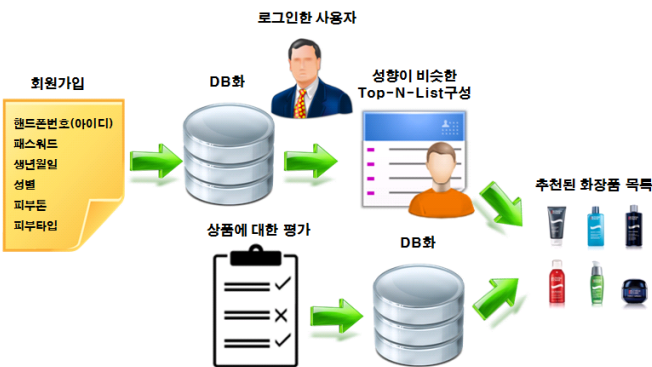 로그인한 사용자
회원가입
DB화
성향이 비슷한
Top-N-List구성
핸드폰번호(아이디)
패스워드
생년월일
성별
피부톤
피부타입
추천된 화장품 목록
상품에 대한 평가
DB화